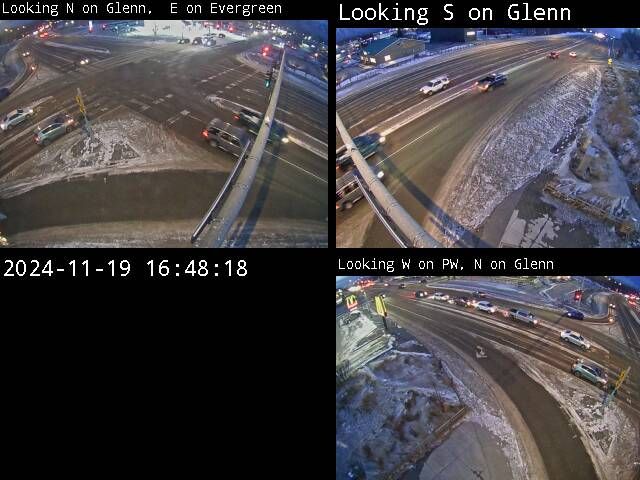 Looking N on Glenn,  E on Evergreen
Looking S on Glenn
2024-11-19 16:48:18
Looking W on PW, N on Glenn